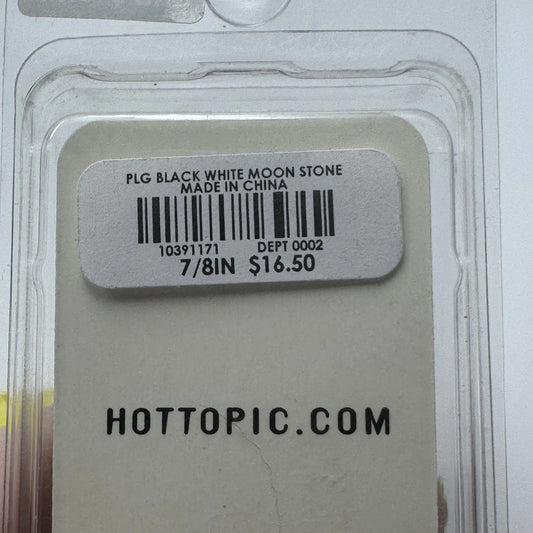 PLG BLACK WHITE MOON STONE
MADE IN CHINA
10391171 DEPT 0002
7/8IN $16.50
HOTTOPIC.COM